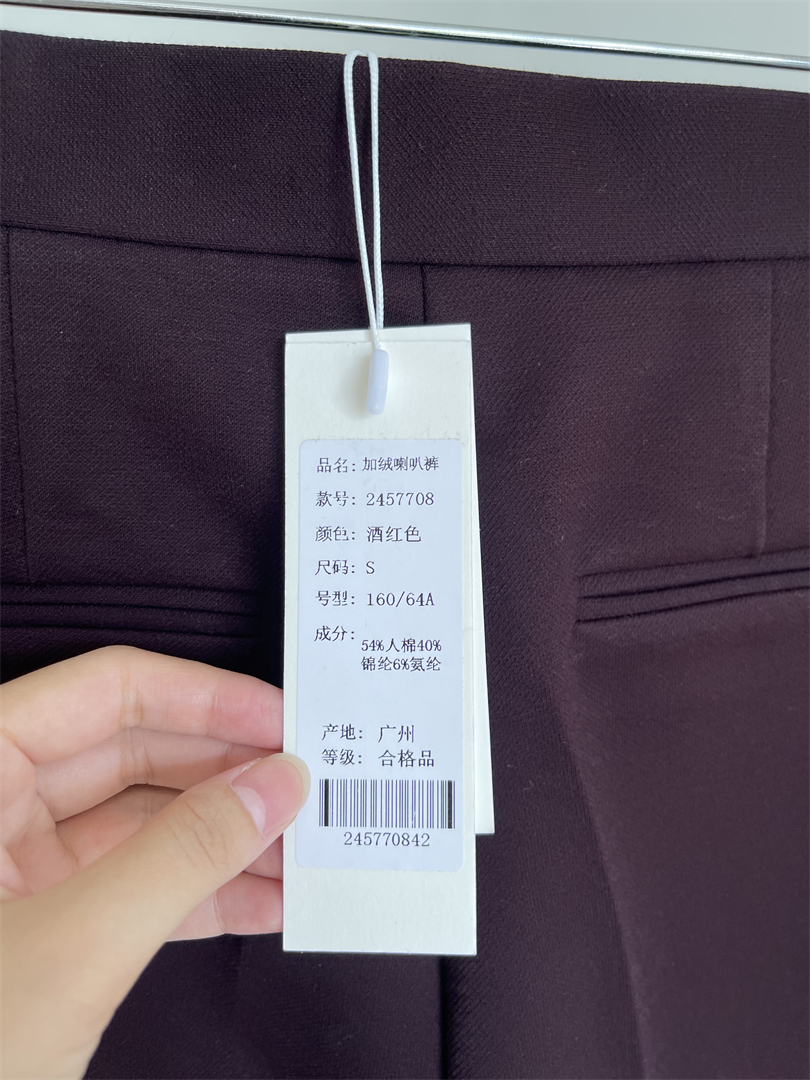 品名: 加绒喇叭裤
款号: 2457708
颜色: 酒红色
尺码: S
号型: 160/64A
成分: 54%人棉40%
锦纶6%氨纶
产地: 广州
等级: 合格品
245770842